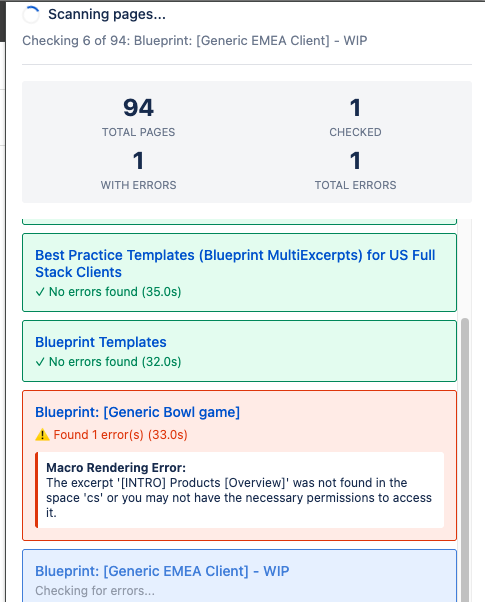 Scanning pages...
Checking 6 of 94: Blueprint: [Generic EMEA Client] - WIP
94
TOTAL PAGES
1
CHECKED
1
WITH ERRORS
1
TOTAL ERRORS
Best Practice Templates (Blueprint MultiExcerpts) for US Full
Stack Clients
✓ No errors found (35.0s)
Blueprint Templates
✓ No errors found (32.0s)
Blueprint: [Generic Bowl game]
⚠️ Found 1 error(s) (33.0s)
Macro Rendering Error:
The excerpt '[INTRO] Products [Overview]' was not found in the
space 'cs' or you may not have the necessary permissions to access
it.
Blueprint: [Generic EMEA Client] - WIP
Checking for errors...